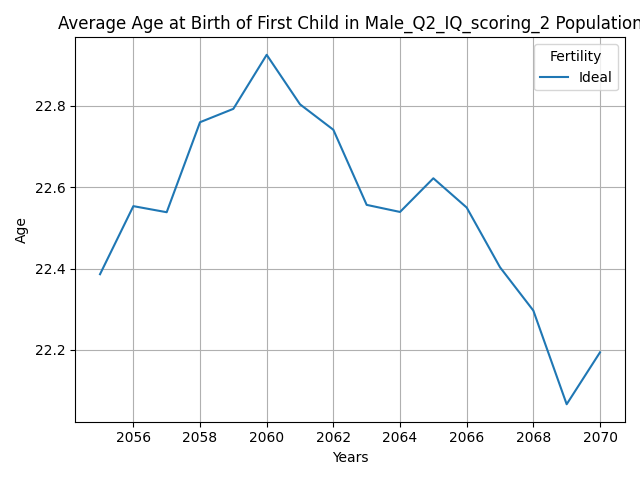 Average Age at Birth of First Child in Male_Q2_IQ_scoring_2 Population
Fertility
Ideal
22.8
22.6
22.4
22.2
Age
2056 2058 2060 2062 2064 2066 2068 2070
Years